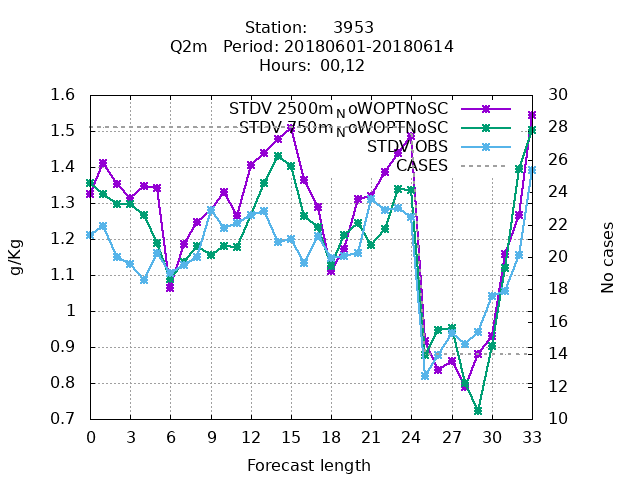 Station: 3953
Q2m Period: 20180601-20180614
Hours: 00,12
STDV 2500m_NoWOPTNoSC
STDV 750m_NoWOPTNoSC
STDV OBS
CASES
1.6
1.5
1.4
1.3
1.2
1.1
1
0.9
0.8
0.7
30
28
26
24
22
20
18
16
14
12
10
g/Kg
No cases
0 3 6 9 12 15 18 21 24 27 30 33
Forecast length